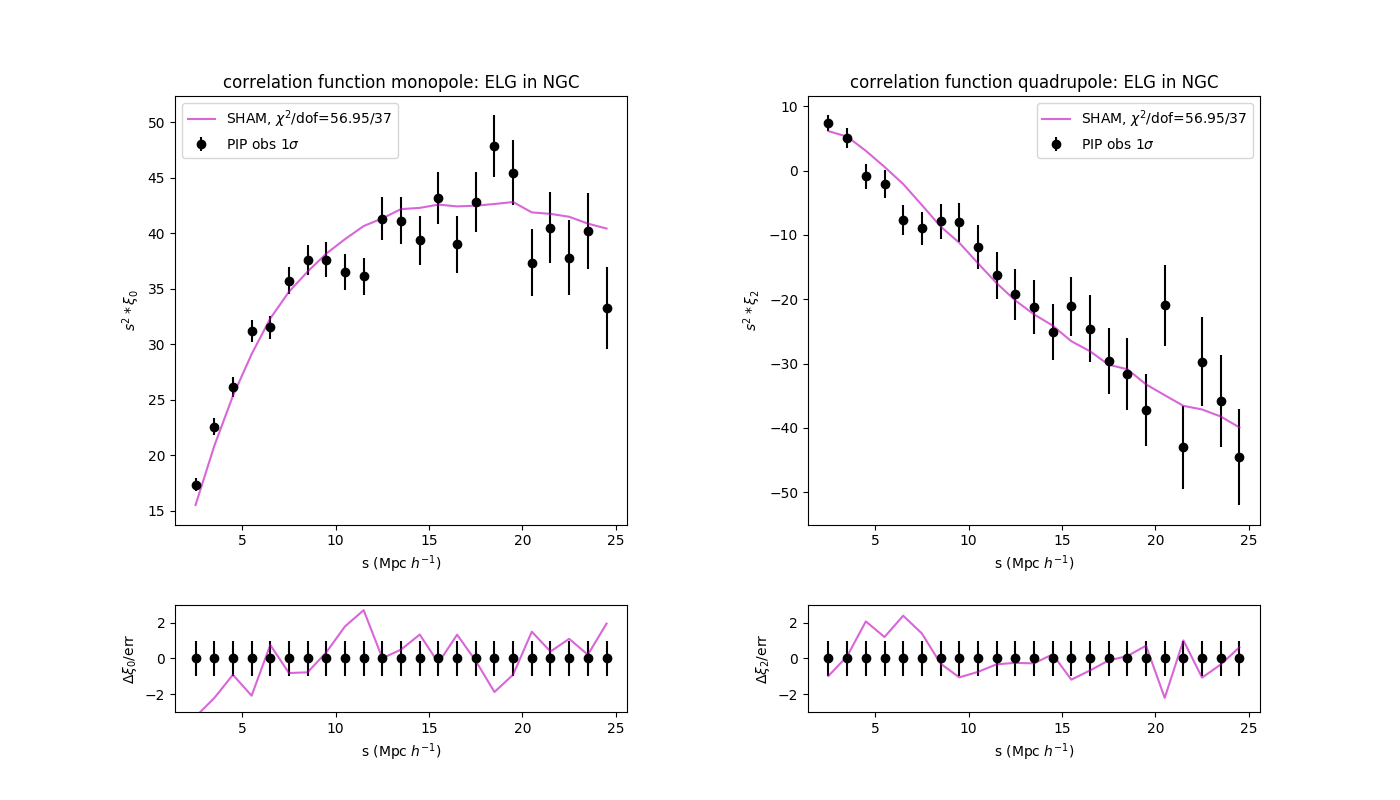 correlation function monopole: ELG in NGC
SHAM, χ²/dof=56.95/37
PIP obs 1σ
50
45
40
35
30
25
20
15
s² * ξ₀
5 10 15 20 25
s (Mpc h⁻¹)
2
0
−2
Δξ₀/err
5 10 15 20 25
s (Mpc h⁻¹)
correlation function quadrupole: ELG in NGC
SHAM, χ²/dof=56.95/37
PIP obs 1σ
10
0
−10
−20
−30
−40
−50
s² * ξ₂
5 10 15 20 25
s (Mpc h⁻¹)
2
0
−2
Δξ₂/err
5 10 15 20 25
s (Mpc h⁻¹)